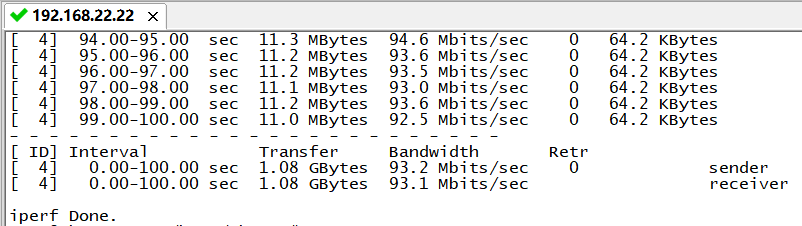 192.168.22.22 ×
[  4]  94.00-95.00  sec  11.3 MBytes  94.6 Mbits/sec    0   64.2 KBytes
[  4]  95.00-96.00  sec  11.2 MBytes  93.6 Mbits/sec    0   64.2 KBytes
[  4]  96.00-97.00  sec  11.2 MBytes  93.5 Mbits/sec    0   64.2 KBytes
[  4]  97.00-98.00  sec  11.1 MBytes  93.0 Mbits/sec    0   64.2 KBytes
[  4]  98.00-99.00  sec  11.2 MBytes  93.6 Mbits/sec    0   64.2 KBytes
[  4]  99.00-100.00 sec  11.0 MBytes  92.5 Mbits/sec    0   64.2 KBytes
- - - - - - - - - - - - - - - - - - - - - - - - -
[ ID] Interval           Transfer     Bandwidth       Retr
[  4]   0.00-100.00 sec  1.08 GBytes  93.2 Mbits/sec    0             sender
[  4]   0.00-100.00 sec  1.08 GBytes  93.1 Mbits/sec                  receiver
iperf Done.